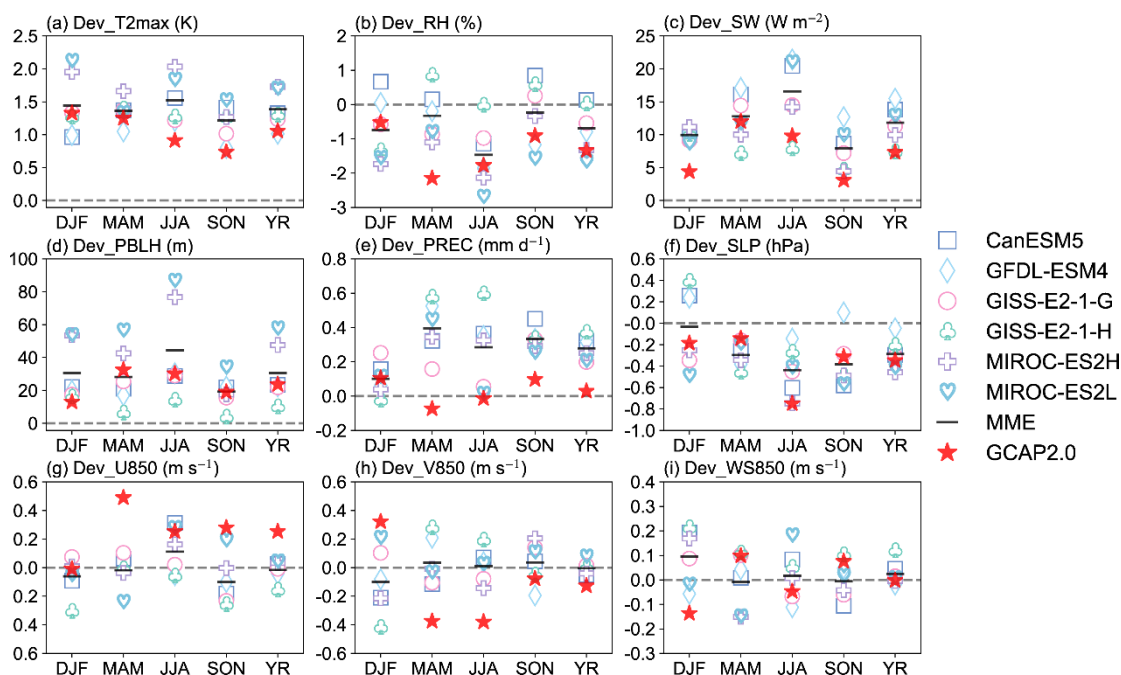 (a) Dev_T2max (K)
2.5
2.0
1.5
1.0
0.5
0.0
DJF MAM JJA SON YR
(b) Dev_RH (%)
2
1
0
-1
-2
-3
DJF MAM JJA SON YR
(c) Dev_SW (W m⁻²)
25
20
15
10
5
0
DJF MAM JJA SON YR
(d) Dev_PBLH (m)
100
80
60
40
20
0
DJF MAM JJA SON YR
(e) Dev_PREC (mm d⁻¹)
0.8
0.6
0.4
0.2
0.0
-0.2
DJF MAM JJA SON YR
(f) Dev_SLP (hPa)
0.6
0.4
0.2
-0.0
-0.2
-0.4
-0.6
-0.8
-1.0
DJF MAM JJA SON YR
(g) Dev_U850 (m s⁻¹)
0.6
0.4
0.2
0.0
0.2
0.4
0.6
DJF MAM JJA SON YR
(h) Dev_V850 (m s⁻¹)
0.6
0.4
0.2
0.0
-0.2
-0.4
0.6
DJF MAM JJA SON YR
(i) Dev_WS850 (m s⁻¹)
0.4
0.3
0.2
0.1
-0.0
-0.1
-0.2
-0.3
DJF MAM JJA SON YR
CanESM5
GFDL-ESM4
GISS-E2-1-G
GISS-E2-1-H
MIROC-ES2H
MIROC-ES2L
MME
GCAP2.0